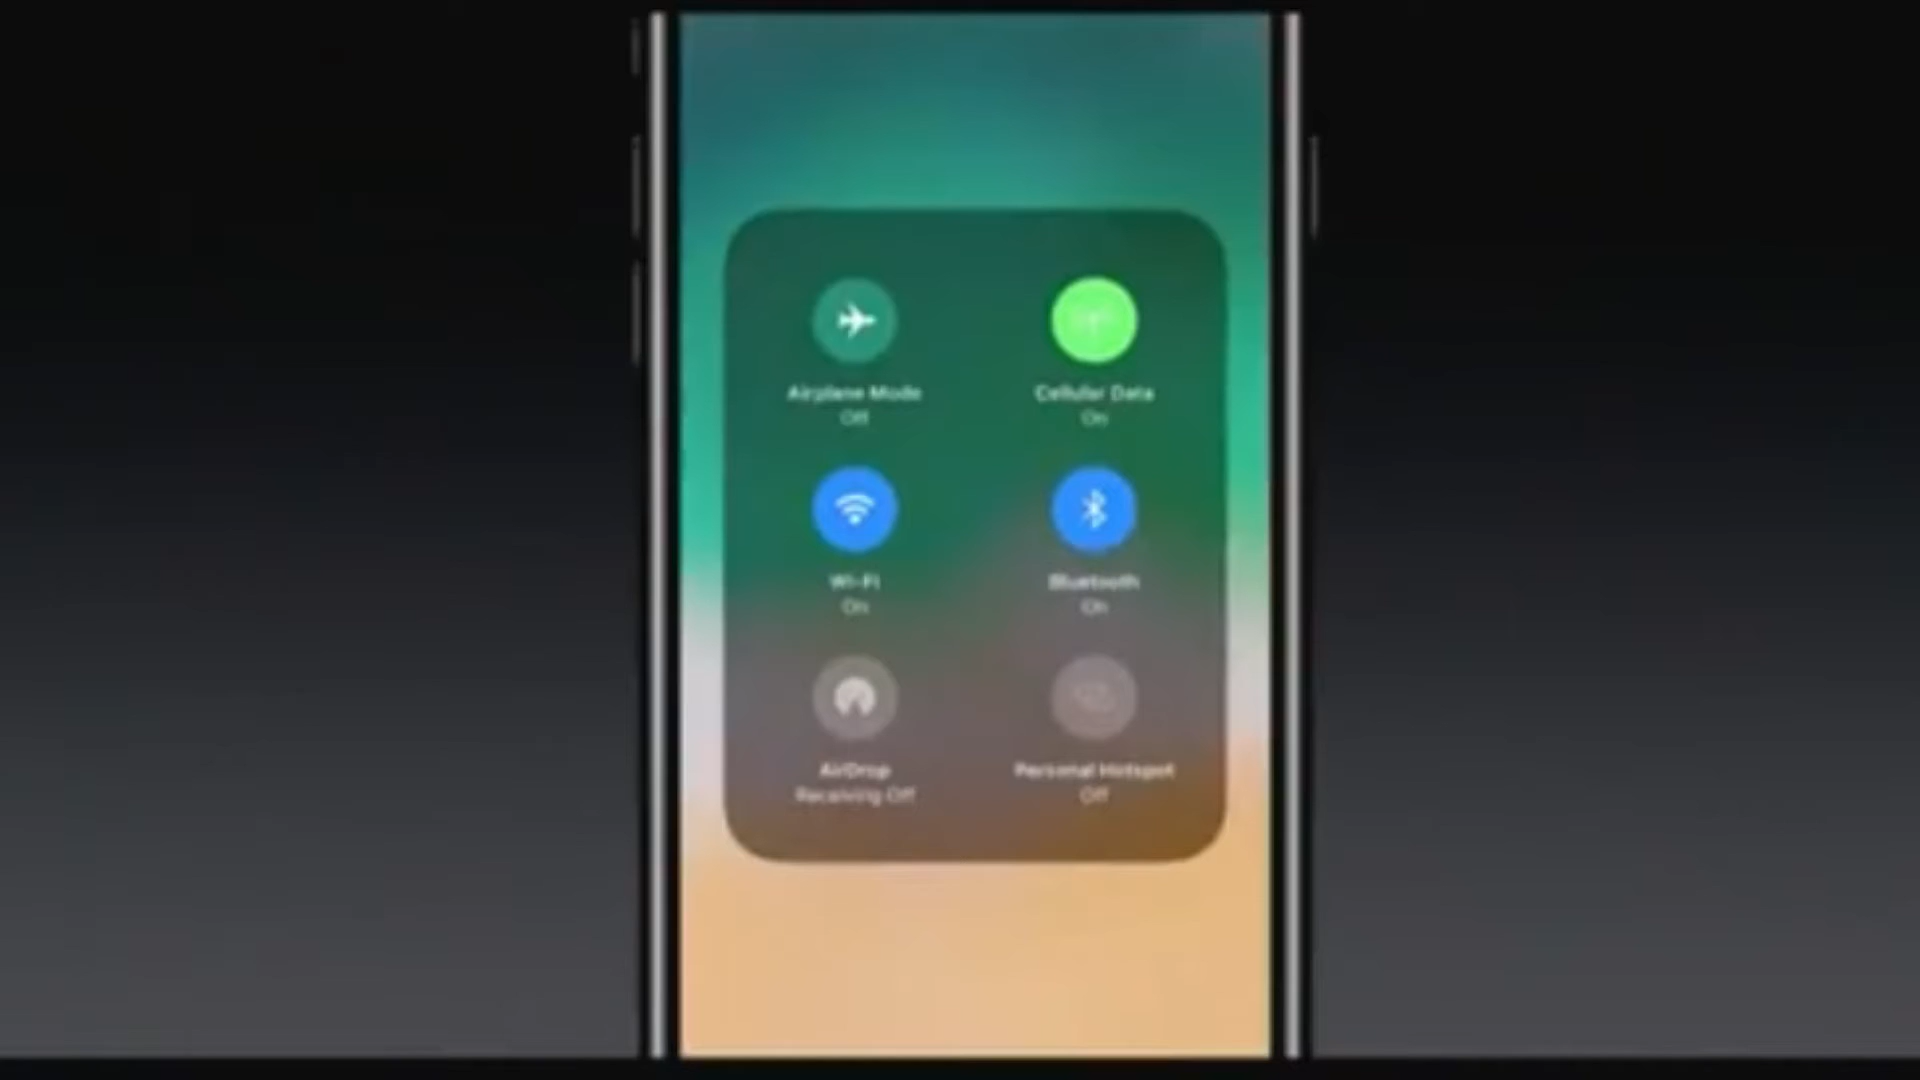 Airplane Mode
Off
Cellular Data
On
Wi-Fi
On
Bluetooth
On
AirDrop
Receiving Off
Personal Hotspot
Off